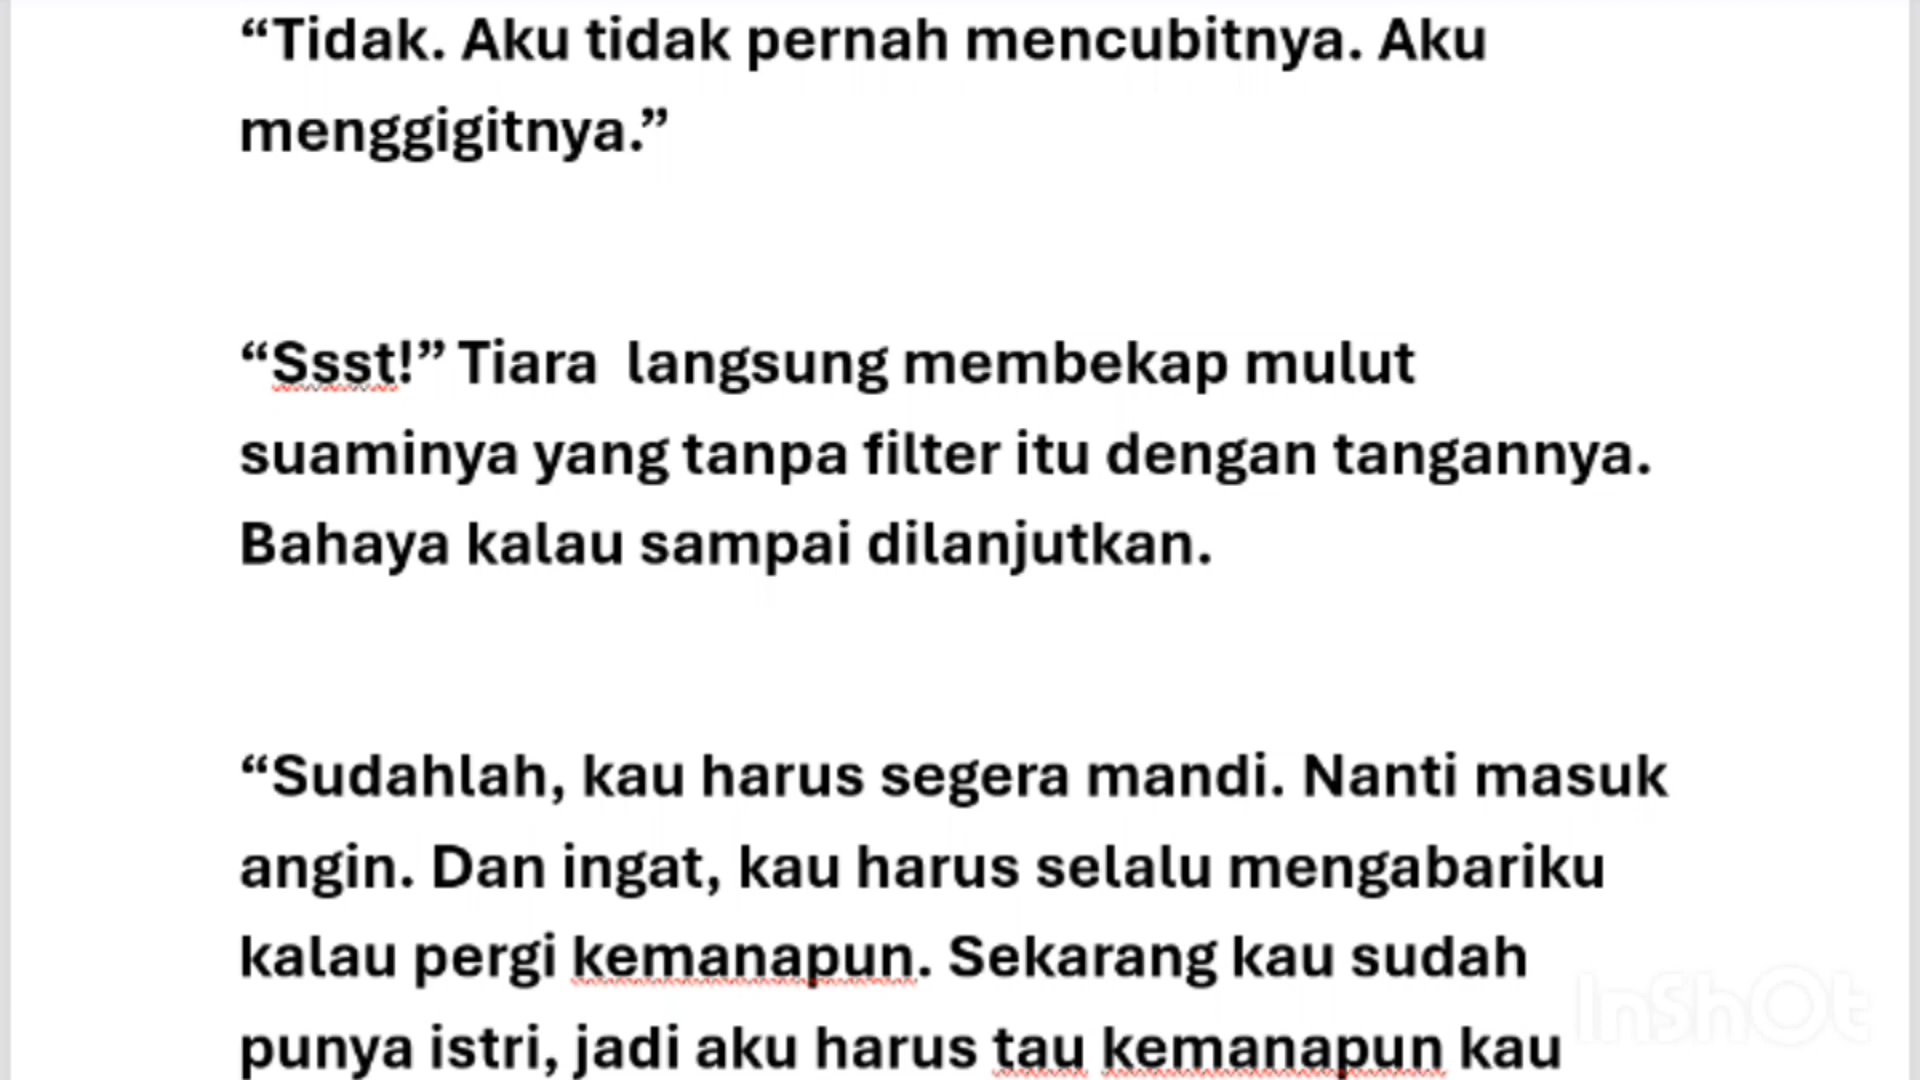 “Tidak. Aku tidak pernah mencubitnya. Aku
menggigitnya.”
“Ssst!” Tiara  langsung membekap mulut
suaminya yang tanpa filter itu dengan tangannya.
Bahaya kalau sampai dilanjutkan.
“Sudahlah, kau harus segera mandi. Nanti masuk
angin. Dan ingat, kau harus selalu mengabariku
kalau pergi kemanapun. Sekarang kau sudah
punya istri, jadi aku harus tau kemanapun kau
InShOt